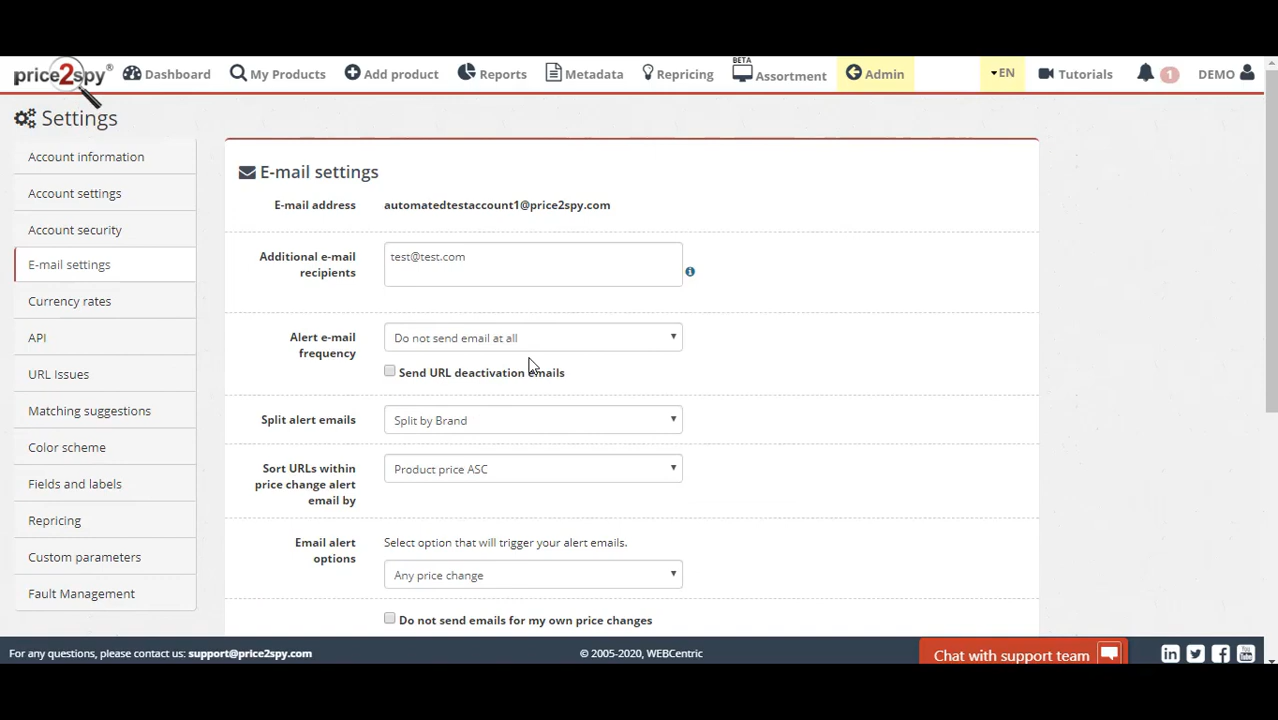 price2spy®
Dashboard
My Products
Add product
Reports
Metadata
Repricing
BETA
Assortment
Admin
EN
Tutorials
1
DEMO
Settings
Account information
Account settings
Account security
E-mail settings
Currency rates
API
URL Issues
Matching suggestions
Color scheme
Fields and labels
Repricing
Custom parameters
Fault Management
E-mail settings
E-mail address
automatedtestaccount1@price2spy.com
Additional e-mail
recipients
test@test.com
Alert e-mail
frequency
Do not send email at all
Send URL deactivation emails
Split alert emails
Split by Brand
Sort URLs within
price change alert
email by
Product price ASC
Email alert
options
Select option that will trigger your alert emails.
Any price change
Do not send emails for my own price changes
For any questions, please contact us: support@price2spy.com
© 2005-2020, WEBCentric
Chat with support team